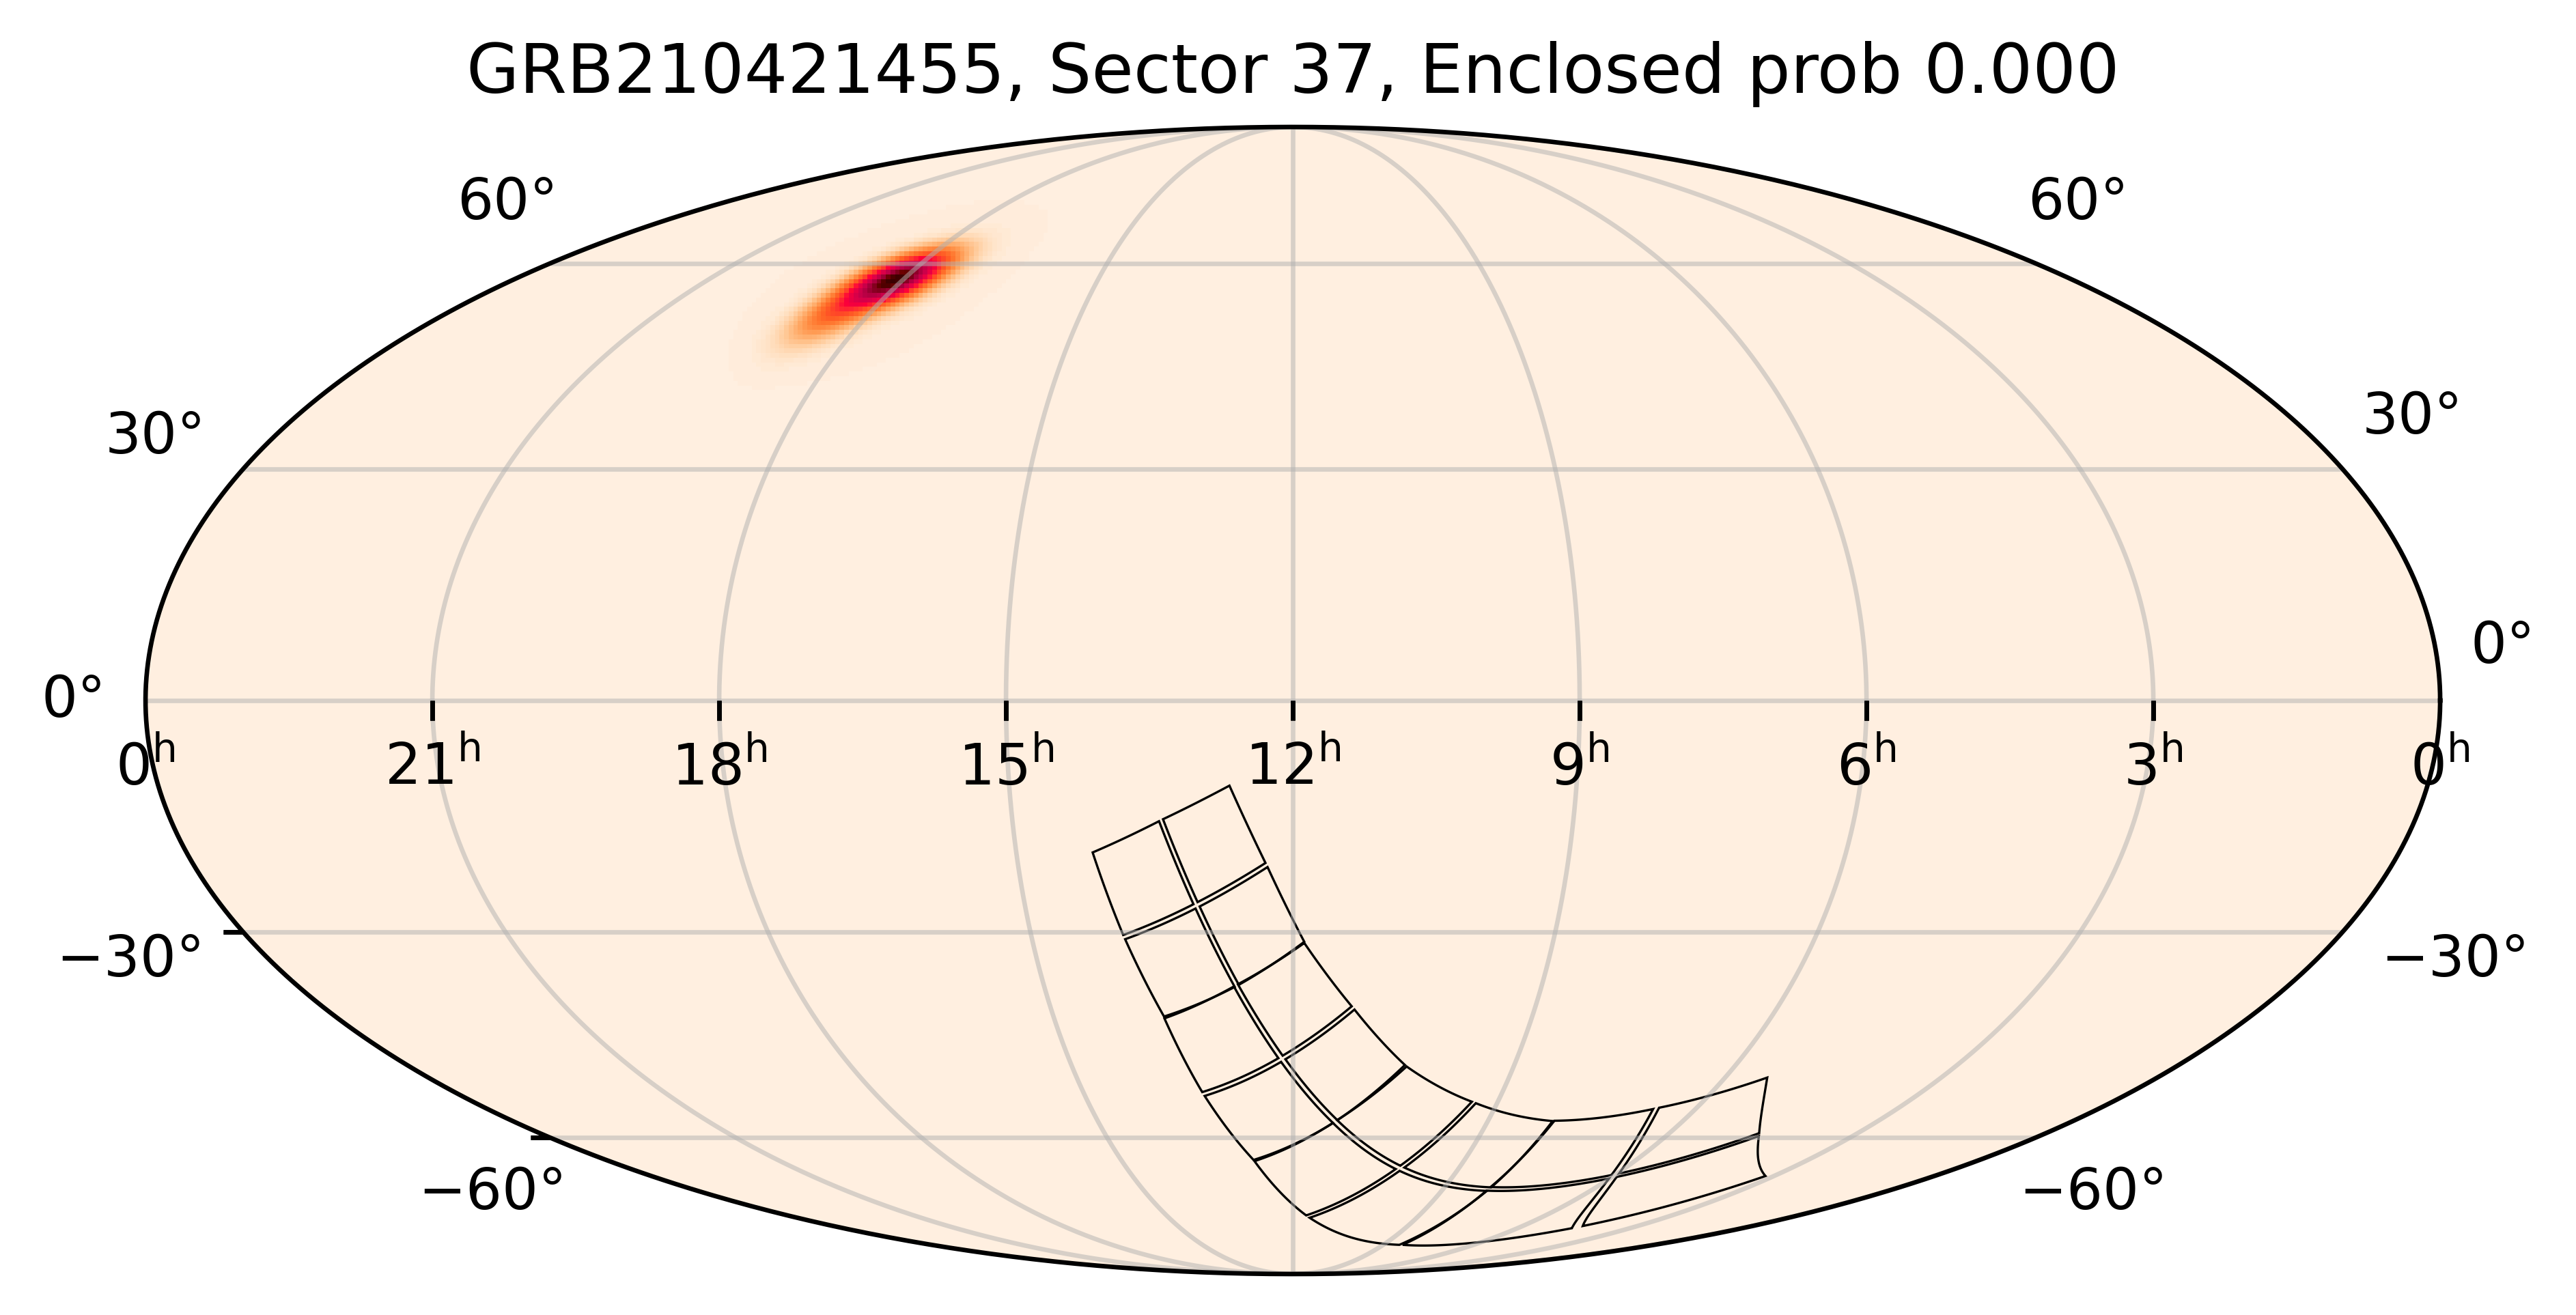 GRB210421455, Sector 37, Enclosed prob 0.000
60° 60°
30° 30°
0° 0°
0ʰ 21ʰ 18ʰ 15ʰ 12ʰ 9ʰ 6ʰ 3ʰ 0ʰ
−30° −30°
−60° −60°